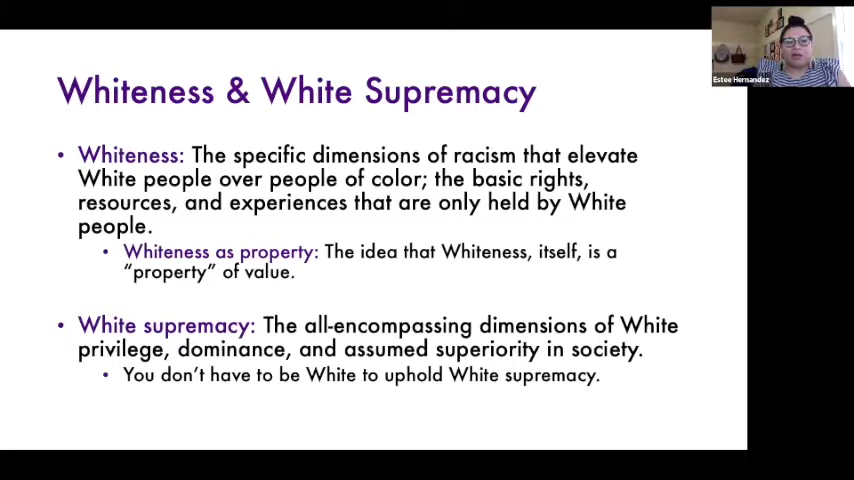 Estee Hernandez
Whiteness & White Supremacy
• Whiteness: The specific dimensions of racism that elevate
White people over people of color; the basic rights,
resources, and experiences that are only held by White
people.
• Whiteness as property: The idea that Whiteness, itself, is a
“property” of value.
• White supremacy: The all-encompassing dimensions of White
privilege, dominance, and assumed superiority in society.
• You don’t have to be White to uphold White supremacy.